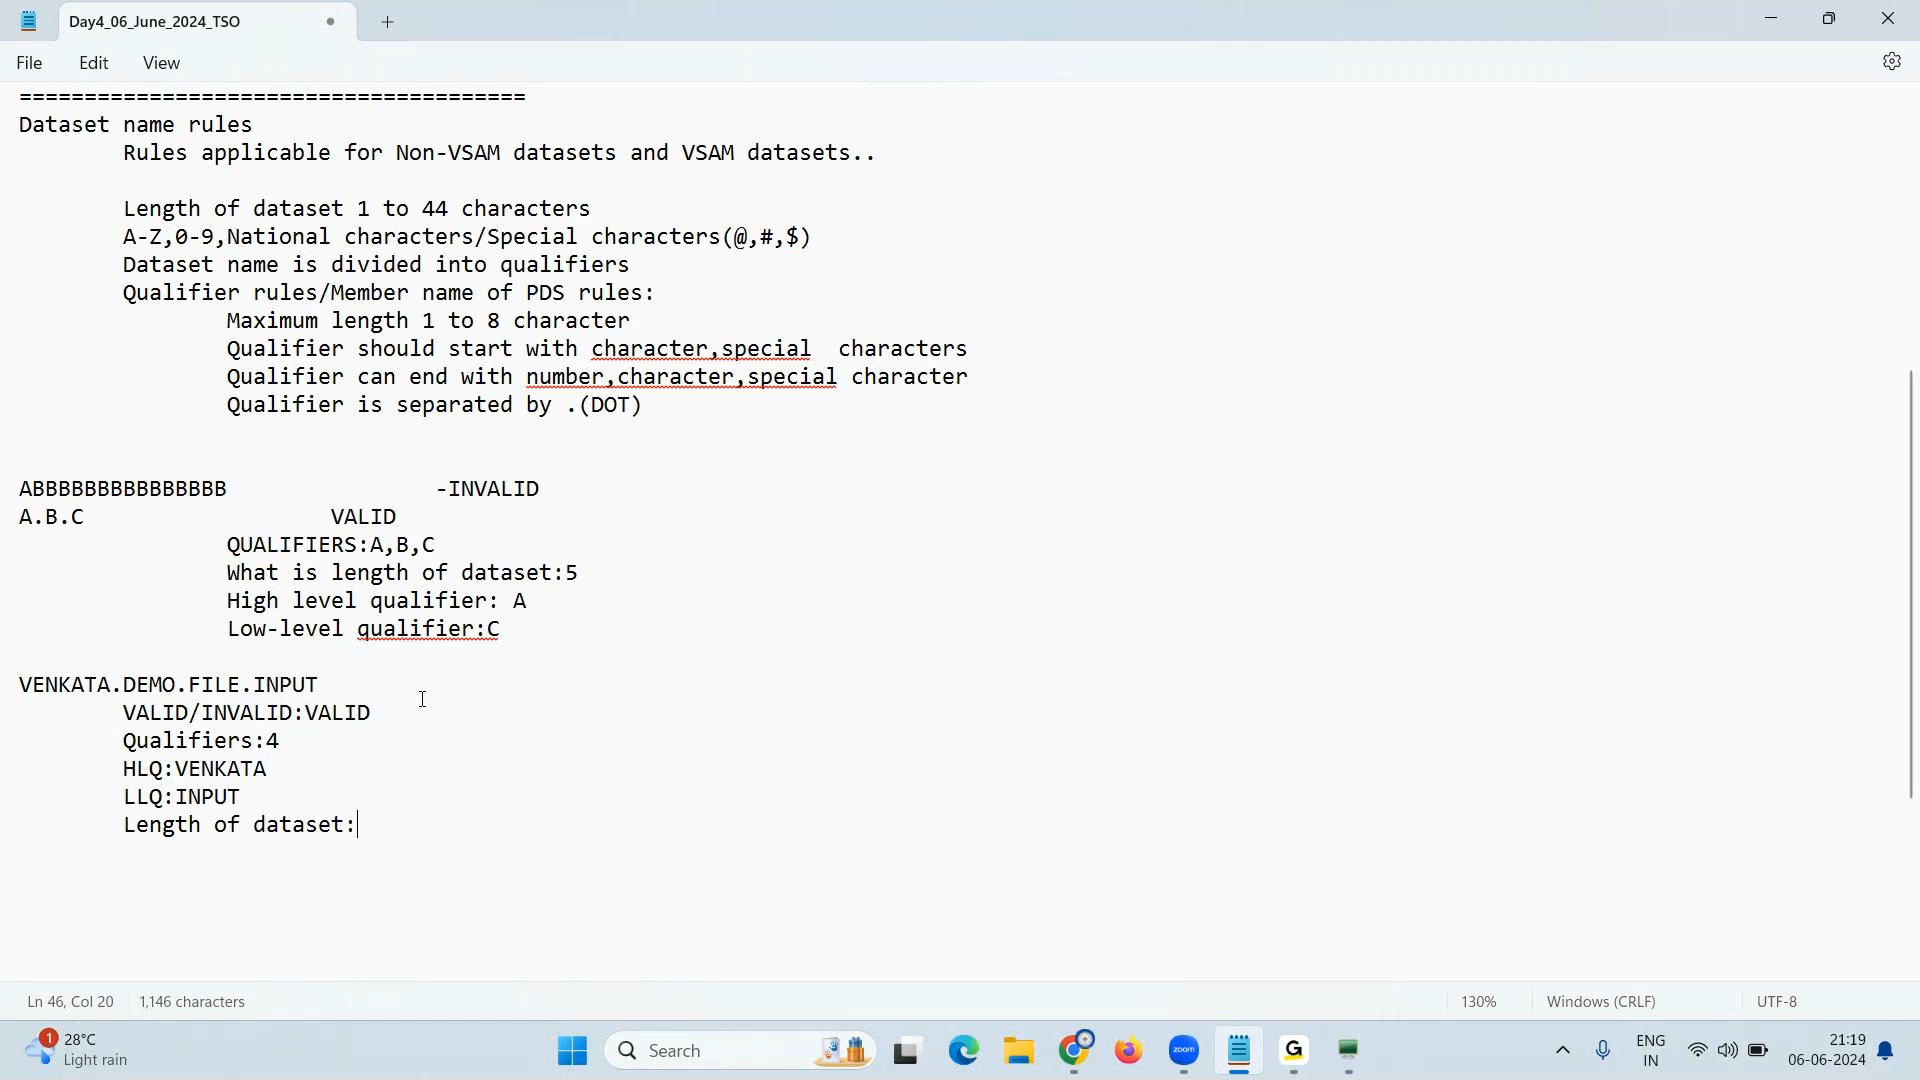 Day4_06_June_2024_TSO
File Edit View
=======================================
Dataset name rules
Rules applicable for Non-VSAM datasets and VSAM datasets..
Length of dataset 1 to 44 characters
A-Z,0-9,National characters/Special characters(@,#,$)
Dataset name is divided into qualifiers
Qualifier rules/Member name of PDS rules:
Maximum length 1 to 8 character
Qualifier should start with character,special  characters
Qualifier can end with number,character,special character
Qualifier is separated by .(DOT)
ABBBBBBBBBBBBBBB -INVALID
A.B.C VALID
QUALIFIERS:A,B,C
What is length of dataset:5
High level qualifier: A
Low-level qualifier:C
VENKATA.DEMO.FILE.INPUT
VALID/INVALID:VALID
Qualifiers:4
HLQ:VENKATA
LLQ:INPUT
Length of dataset:
Ln 46, Col 20 1,146 characters 130% Windows (CRLF) UTF-8
1 28°C
Light rain
Search
zoom
G
ENG
IN
21:19
06-06-2024